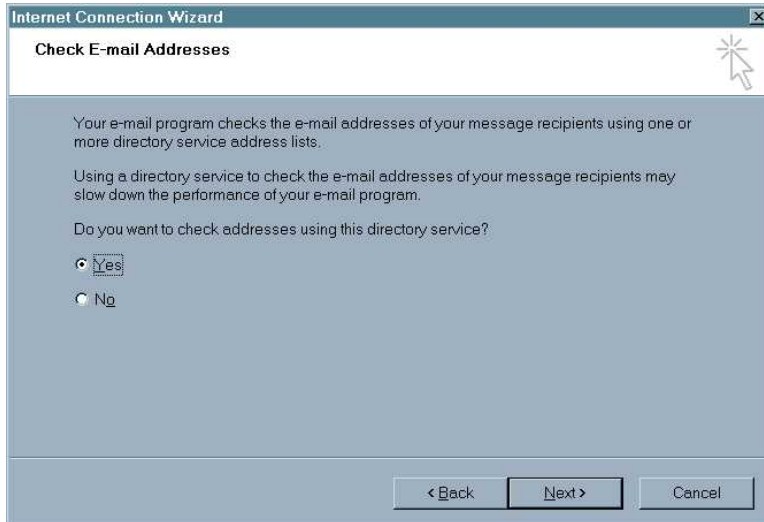 Internet Connection Wizard
Check E-mail Addresses
Your e-mail program checks the e-mail addresses of your message recipients using one or
more directory service address lists.
Using a directory service to check the e-mail addresses of your message recipients may
slow down the performance of your e-mail program.
Do you want to check addresses using this directory service?
Yes
No
< Back
Next >
Cancel